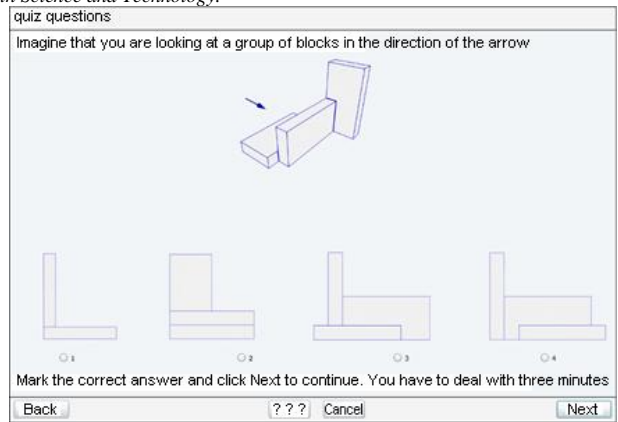 in Science and Technology.
quiz questions
Imagine that you are looking at a group of blocks in the direction of the arrow
1 2 3 4
Mark the correct answer and click Next to continue. You have to deal with three minutes
Back ? ? ? Cancel Next